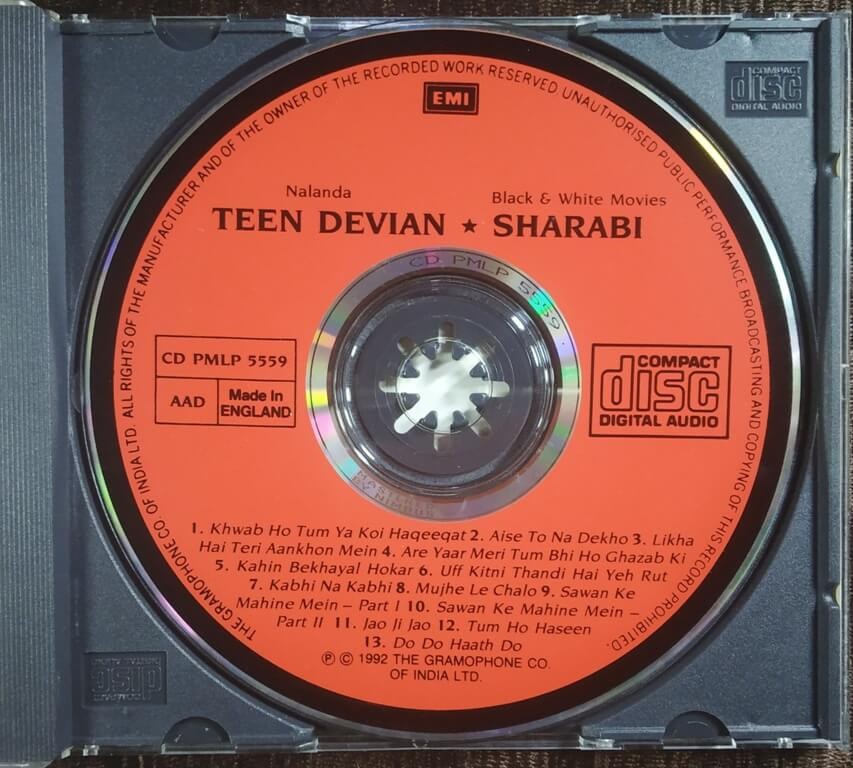 THE GRAMOPHONE CO. OF INDIA LTD. ALL RIGHTS OF THE MANUFACTURER AND OF THE OWNER OF THE RECORDED WORK RESERVED. UNAUTHORISED PUBLIC PERFORMANCE BROADCASTING AND COPYING OF THIS RECORD PROHIBITED.
COMPACT
disc
DIGITAL AUDIO
EMI
Nalanda
Black & White Movies
TEEN DEVIAN ★ SHARABI
CD PMLP 5559
CD PMLP 5559
AAD
Made In
ENGLAND
COMPACT
disc
DIGITAL AUDIO
MASTERED
BY NIMBUS
1. Khwab Ho Tum Ya Koi Haqeeqat 2. Aise To Na Dekho 3. Likha
Hai Teri Aankhon Mein 4. Are Yaar Meri Tum Bhi Ho Ghazab Ki
5. Kahin Bekhayal Hokar 6. Uff Kitni Thandi Hai Yeh Rut
7. Kabhi Na Kabhi 8. Mujhe Le Chalo 9. Sawan Ke
Mahine Mein – Part I 10. Sawan Ke Mahine Mein –
Part II 11. Jao Ji Jao 12. Tum Ho Haseen
13. Do Do Haath Do
℗ © 1992 THE GRAMOPHONE CO.
OF INDIA LTD.
COMPACT
disc
DIGITAL AUDIO